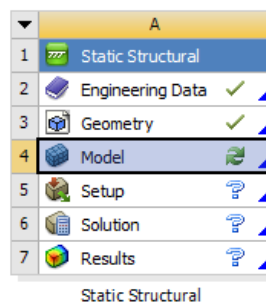 A
1 Static Structural
2 Engineering Data
3 Geometry
4 Model
5 Setup
6 Solution
7 Results
Static Structural